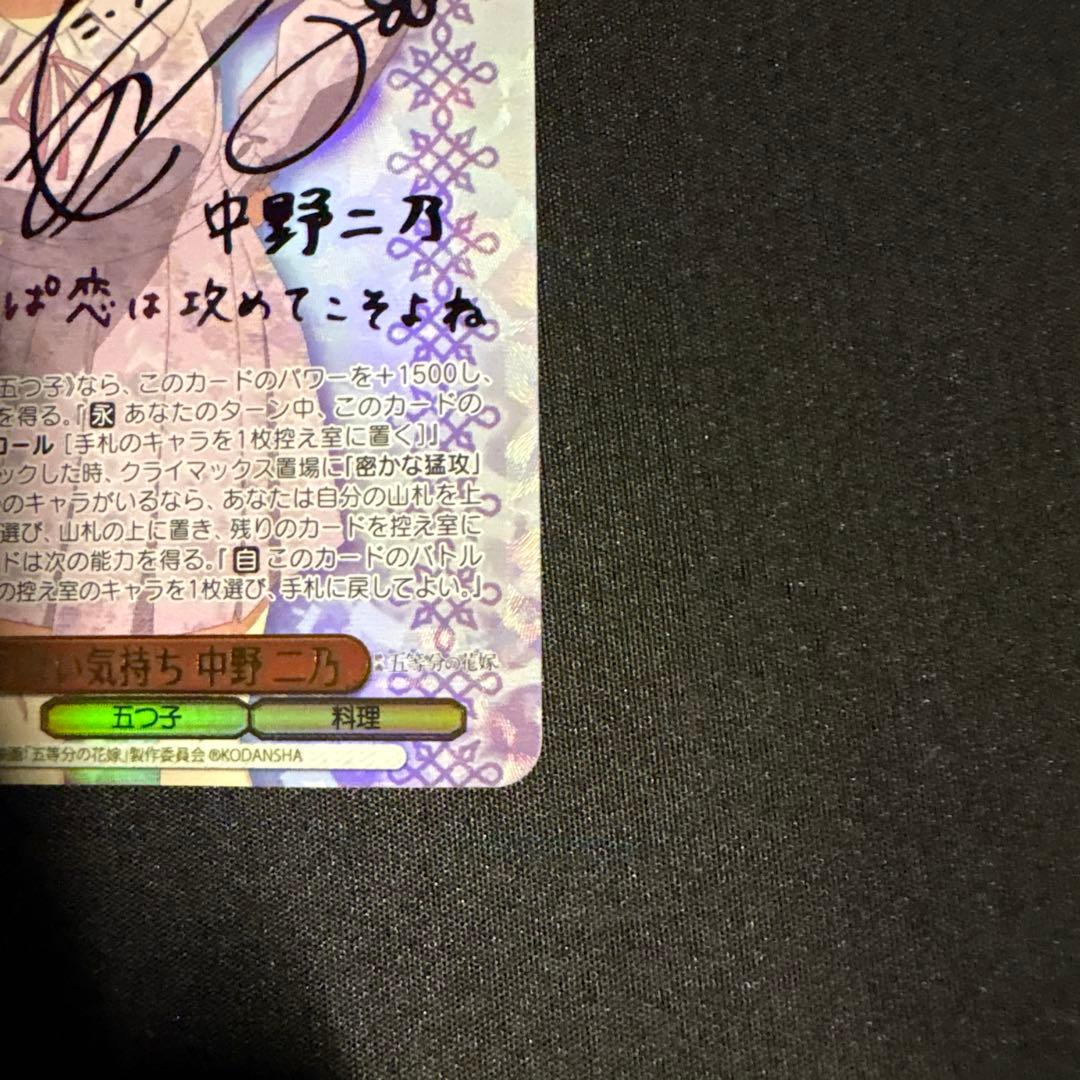 中野二乃
ぱ恋は攻めてこそよね
五つ子》なら、このカードのパワーを＋1500し、
を得る。『永 あなたのターン中、このカードの
コール［手札のキャラを1枚控え室に置く］』
ックした時、クライマックス置場に「密かな猛攻」
のキャラがいるなら、あなたは自分の山札を上
選び、山札の上に置き、残りのカードを控え室に
ドは次の能力を得る。『自 このカードのバトル
の控え室のキャラを1枚選び、手札に戻してよい。』
い気持ち 中野 二乃
五等分の花嫁
五つ子 料理
映画「五等分の花嫁」製作委員会 ®KODANSHA